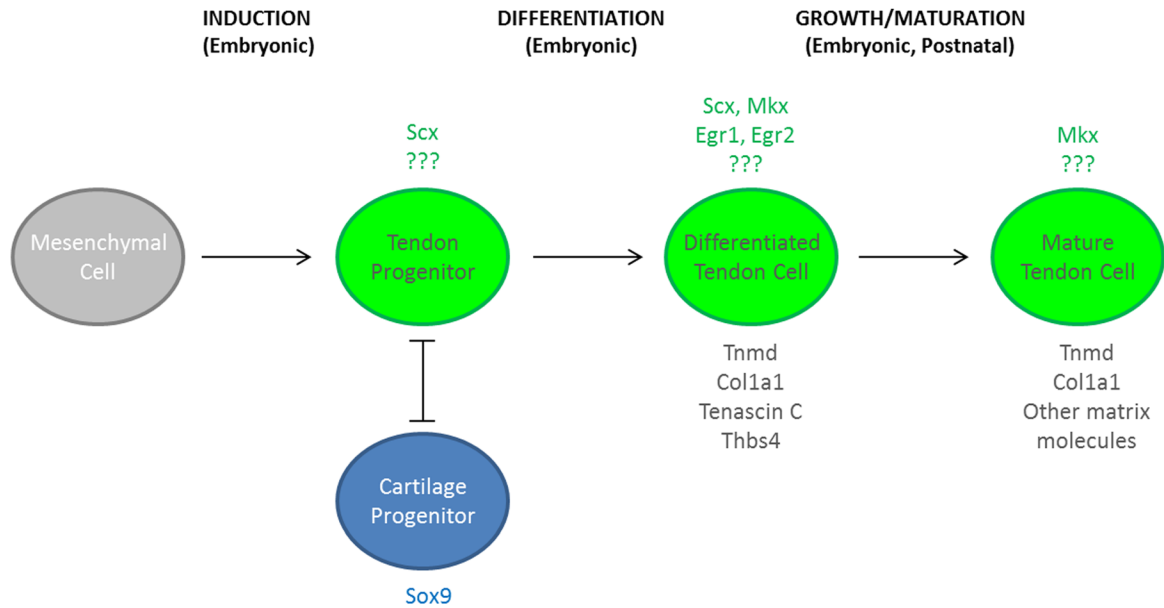 INDUCTION
(Embryonic)
DIFFERENTIATION
(Embryonic)
GROWTH/MATURATION
(Embryonic, Postnatal)
Scx
???
Scx, Mkx
Egr1, Egr2
???
Mkx
???
Mesenchymal
Cell
Tendon
Progenitor
Differentiated
Tendon Cell
Mature
Tendon Cell
Tnmd
Col1a1
Tenascin C
Thbs4
Tnmd
Col1a1
Other matrix
molecules
Cartilage
Progenitor
Sox9